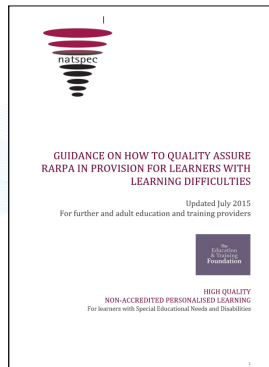 natspec
GUIDANCE ON HOW TO QUALITY ASSURE
RARPA IN PROVISION FOR LEARNERS WITH
LEARNING DIFFICULTIES
Updated July 2015
For further and adult education and training providers
The
Education
& Training
Foundation
HIGH QUALITY
NON-ACCREDITED PERSONALISED LEARNING
For learners with Special Educational Needs and Disabilities
1